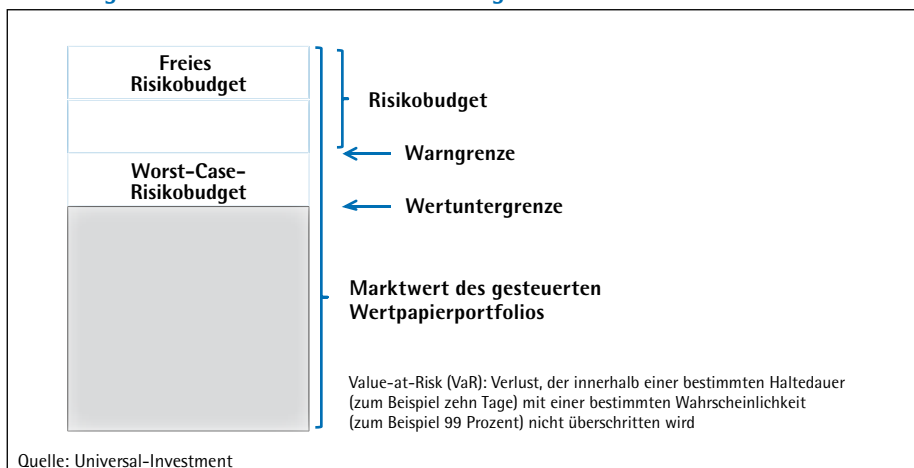 Freies
Risikobudget
Risikobudget
Warngrenze
Worst-Case-
Risikobudget
Wertuntergrenze
Marktwert des gesteuerten
Wertpapierportfolios
Value-at-Risk (VaR): Verlust, der innerhalb einer bestimmten Haltedauer
(zum Beispiel zehn Tage) mit einer bestimmten Wahrscheinlichkeit
(zum Beispiel 99 Prozent) nicht überschritten wird
Quelle: Universal-Investment